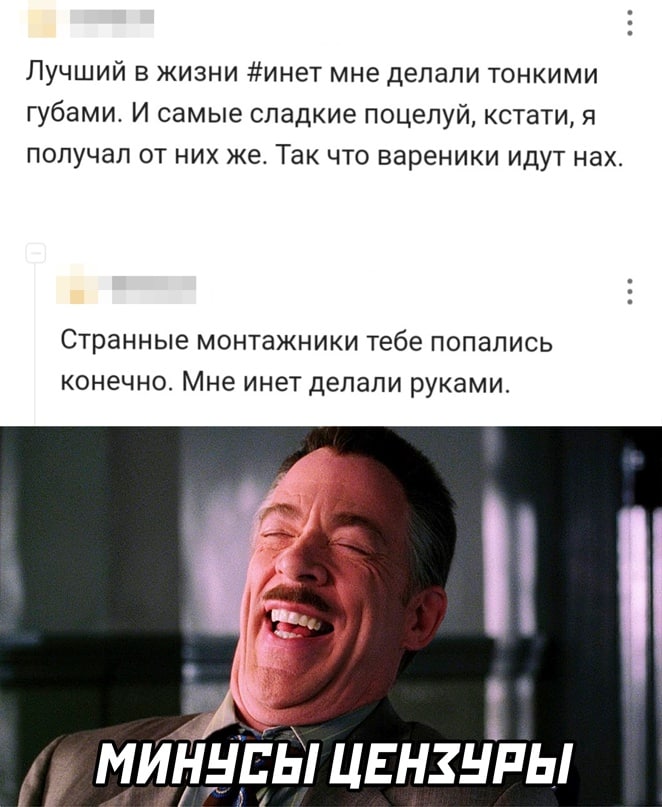 Лучший в жизни #инет мне делали тонкими
губами. И самые сладкие поцелуй, кстати, я
получал от них же. Так что вареники идут нах.
Странные монтажники тебе попались
конечно. Мне инет делали руками.
МИНУСЫ ЦЕНЗУРЫ